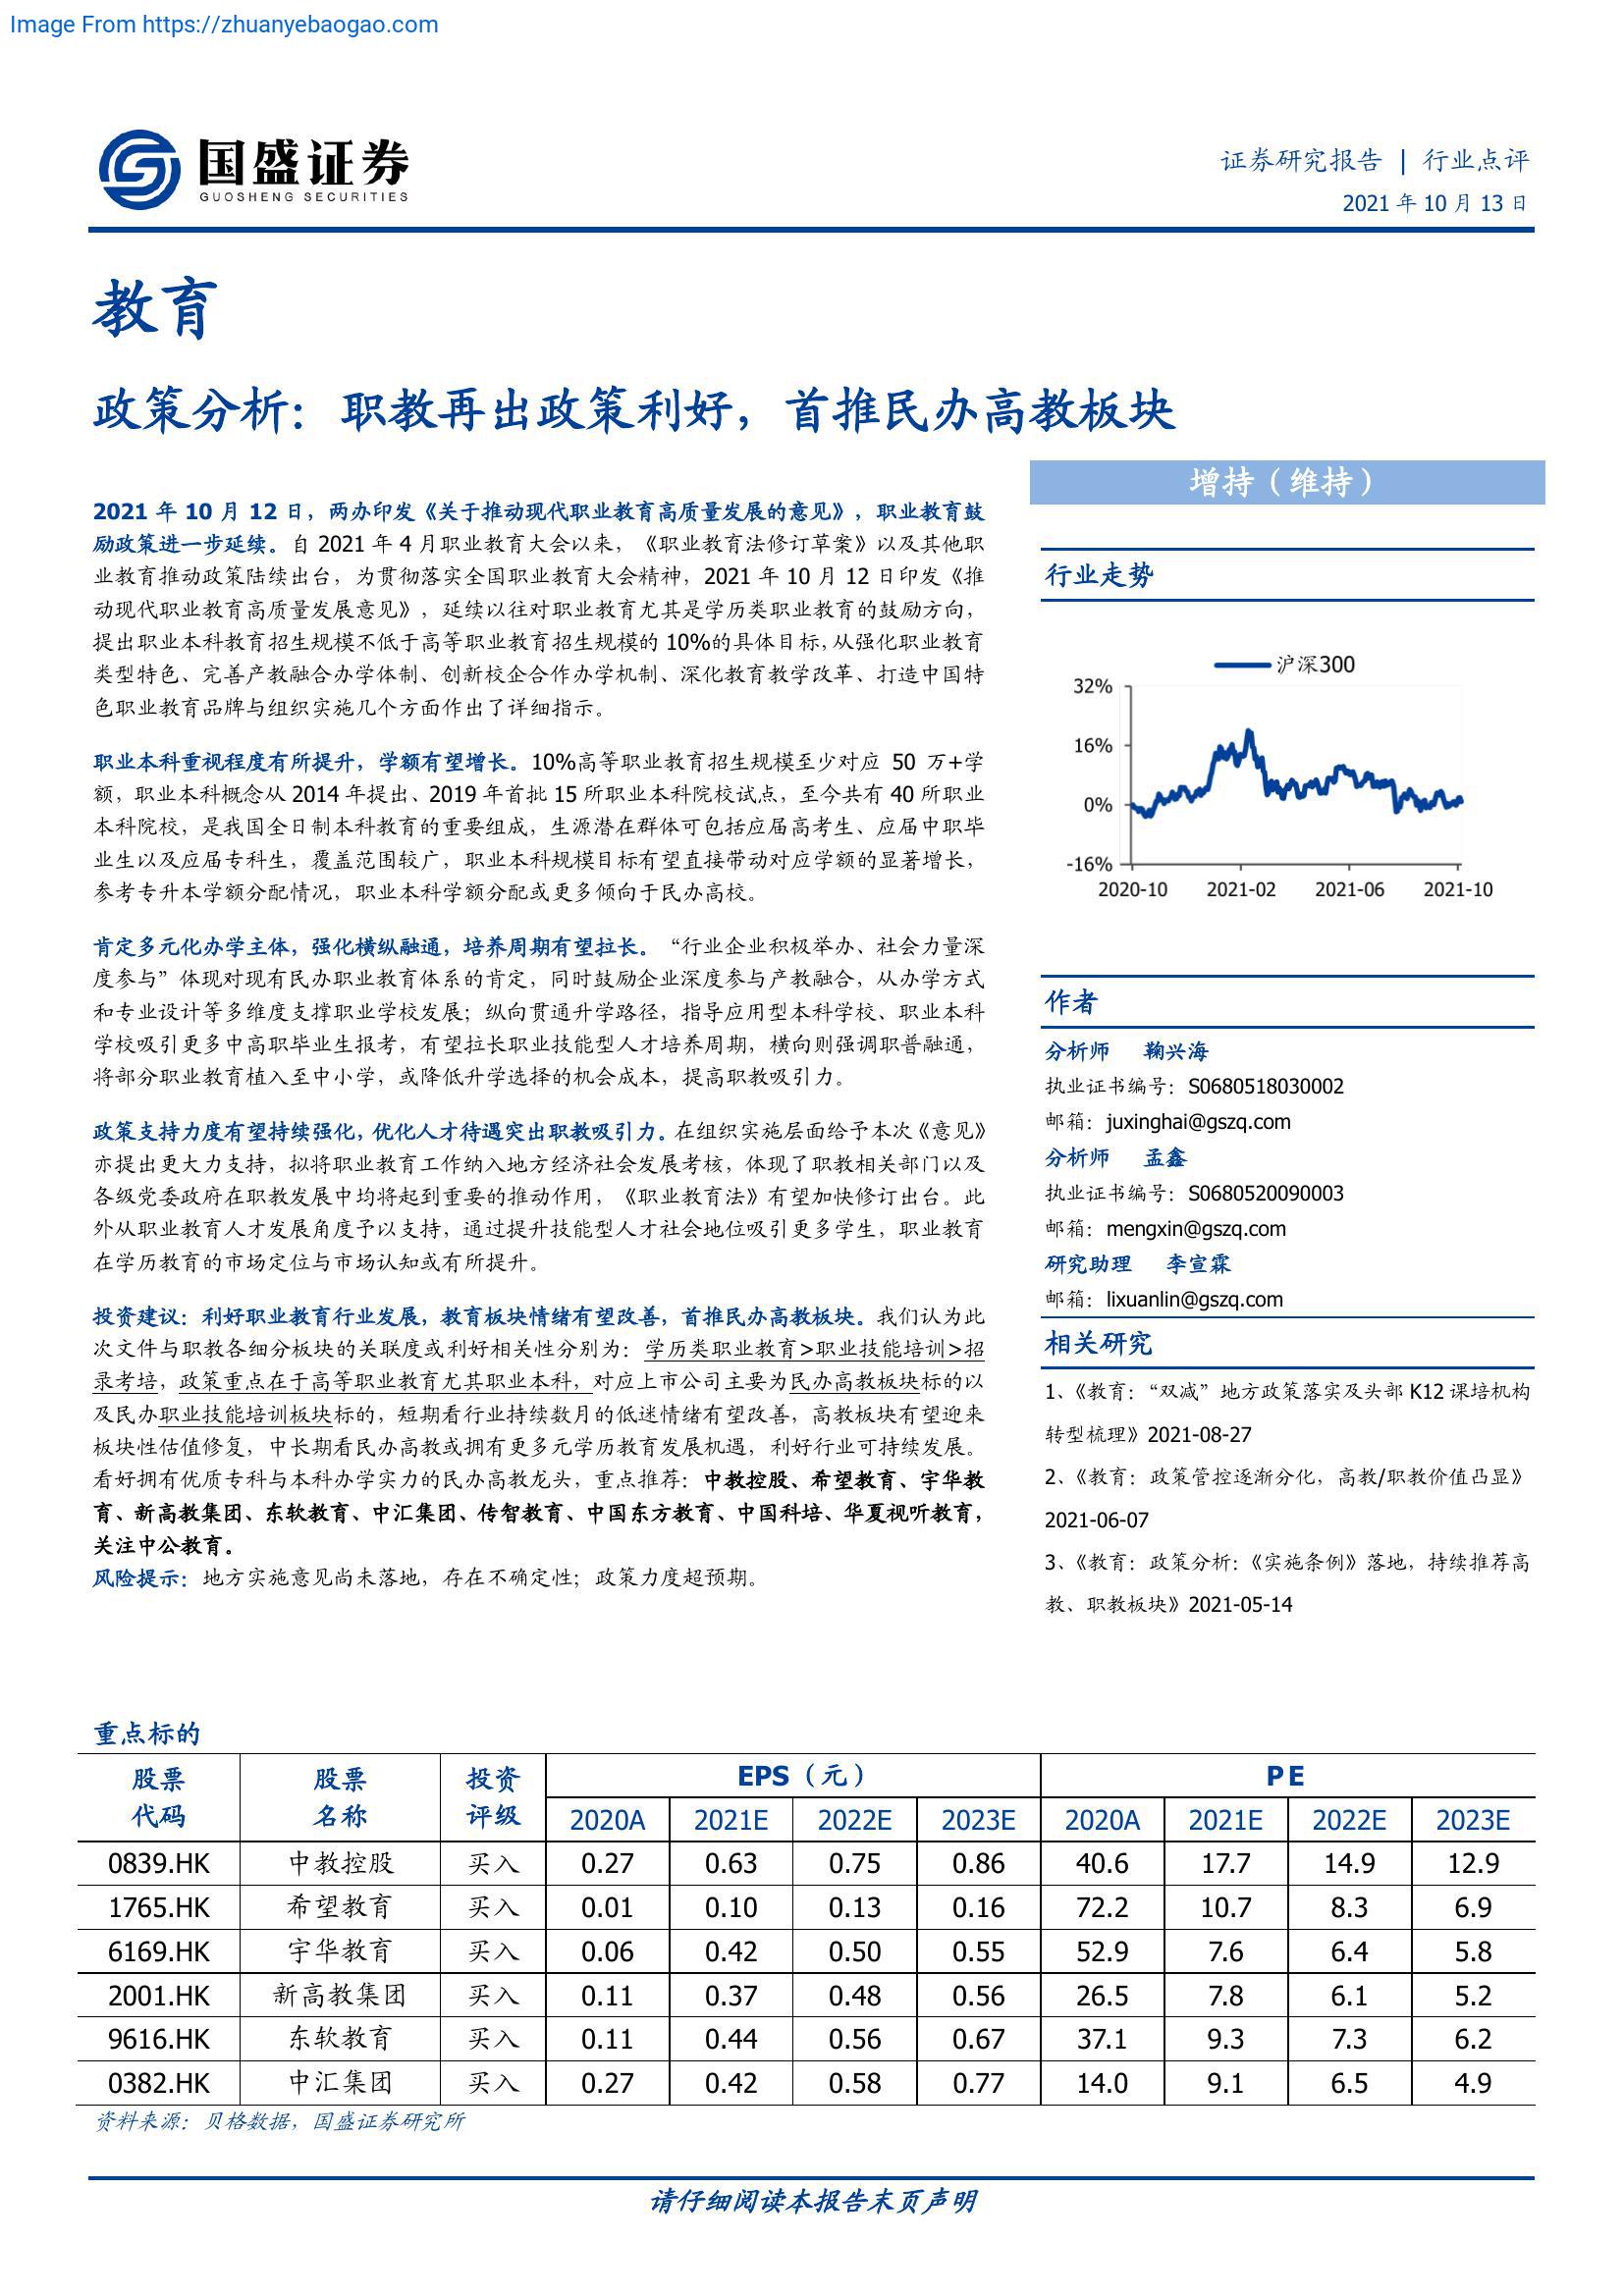 Image From https://zhuanyebaogao.com
国盛证券
GUOSHENG SECURITIES
证券研究报告 | 行业点评
2021 年 10 月 13 日
教育
政策分析：职教再出政策利好，首推民办高教板块
2021 年 10 月 12 日，两办印发《关于推动现代职业教育高质量发展的意见》，职业教育鼓
励政策进一步延续。自 2021 年 4 月职业教育大会以来，《职业教育法修订草案》以及其他职
业教育推动政策陆续出台，为贯彻落实全国职业教育大会精神，2021 年 10 月 12 日印发《推
动现代职业教育高质量发展意见》，延续以往对职业教育尤其是学历类职业教育的鼓励方向，
提出职业本科教育招生规模不低于高等职业教育招生规模的 10%的具体目标，从强化职业教育
类型特色、完善产教融合办学体制、创新校企合作办学机制、深化教育教学改革、打造中国特
色职业教育品牌与组织实施几个方面作出了详细指示。
职业本科重视程度有所提升，学额有望增长。10%高等职业教育招生规模至少对应 50 万+学
额，职业本科概念从 2014 年提出、2019 年首批 15 所职业本科院校试点，至今共有 40 所职业
本科院校，是我国全日制本科教育的重要组成，生源潜在群体可包括应届高考生、应届中职毕
业生以及应届专科生，覆盖范围较广，职业本科规模目标有望直接带动对应学额的显著增长，
参考专升本学额分配情况，职业本科学额分配或更多倾向于民办高校。
肯定多元化办学主体，强化横纵融通，培养周期有望拉长。“行业企业积极举办、社会力量深
度参与”体现对现有民办职业教育体系的肯定，同时鼓励企业深度参与产教融合，从办学方式
和专业设计等多维度支撑职业学校发展；纵向贯通升学路径，指导应用型本科学校、职业本科
学校吸引更多中高职毕业生报考，有望拉长职业技能型人才培养周期，横向则强调职普融通，
将部分职业教育植入至中小学，或降低升学选择的机会成本，提高职教吸引力。
政策支持力度有望持续强化，优化人才待遇突出职教吸引力。在组织实施层面给予本次《意见》
亦提出更大力支持，拟将职业教育工作纳入地方经济社会发展考核，体现了职教相关部门以及
各级党委政府在职教发展中均将起到重要的推动作用，《职业教育法》有望加快修订出台。此
外从职业教育人才发展角度予以支持，通过提升技能型人才社会地位吸引更多学生，职业教育
在学历教育的市场定位与市场认知或有所提升。
投资建议：利好职业教育行业发展，教育板块情绪有望改善，首推民办高教板块。我们认为此
次文件与职教各细分板块的关联度或利好相关性分别为：学历类职业教育>职业技能培训>招
录考培，政策重点在于高等职业教育尤其职业本科，对应上市公司主要为民办高教板块标的以
及民办职业技能培训板块标的，短期看行业持续数月的低迷情绪有望改善，高教板块有望迎来
板块性估值修复，中长期看民办高教或拥有更多元学历教育发展机遇，利好行业可持续发展。
看好拥有优质专科与本科办学实力的民办高教龙头，重点推荐：中教控股、希望教育、宇华教
育、新高教集团、东软教育、中汇集团、传智教育、中国东方教育、中国科培、华夏视听教育，
关注中公教育。
风险提示：地方实施意见尚未落地，存在不确定性；政策力度超预期。
增持（维持）
行业走势
沪深300
32%
16%
0%
-16%
2020-10 2021-02 2021-06 2021-10
作者
分析师 鞠兴海
执业证书编号：S0680518030002
邮箱：juxinghai@gszq.com
分析师 孟鑫
执业证书编号：S0680520090003
邮箱：mengxin@gszq.com
研究助理 李宣霖
邮箱：lixuanlin@gszq.com
相关研究
1、《教育：“双减”地方政策落实及头部 K12 课培机构
转型梳理》2021-08-27
2、《教育：政策管控逐渐分化，高教/职教价值凸显》
2021-06-07
3、《教育：政策分析：《实施条例》落地，持续推荐高
教、职教板块》2021-05-14
重点标的
股票 股票 投资 EPS（元） P E
代码 名称 评级 2020A 2021E 2022E 2023E 2020A 2021E 2022E 2023E
0839.HK 中教控股 买入 0.27 0.63 0.75 0.86 40.6 17.7 14.9 12.9
1765.HK 希望教育 买入 0.01 0.10 0.13 0.16 72.2 10.7 8.3 6.9
6169.HK 宇华教育 买入 0.06 0.42 0.50 0.55 52.9 7.6 6.4 5.8
2001.HK 新高教集团 买入 0.11 0.37 0.48 0.56 26.5 7.8 6.1 5.2
9616.HK 东软教育 买入 0.11 0.44 0.56 0.67 37.1 9.3 7.3 6.2
0382.HK 中汇集团 买入 0.27 0.42 0.58 0.77 14.0 9.1 6.5 4.9
资料来源：贝格数据，国盛证券研究所
请仔细阅读本报告末页声明